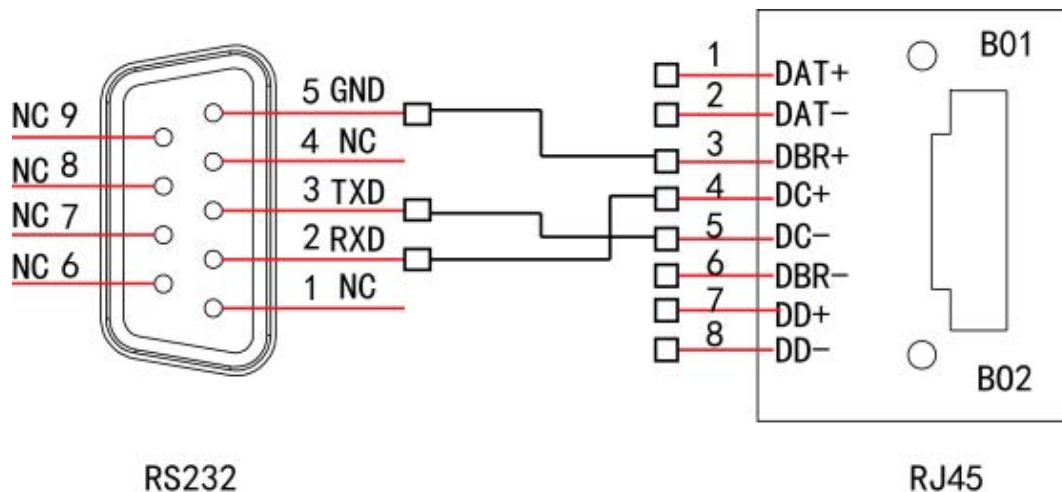 NC 9
NC 8
NC 7
NC 6
5 GND
4 NC
3 TXD
2 RXD
1 NC
RS232
1 DAT+
2 DAT-
3 DBR+
4 DC+
5 DC-
6 DBR-
7 DD+
8 DD-
B01
B02
RJ45